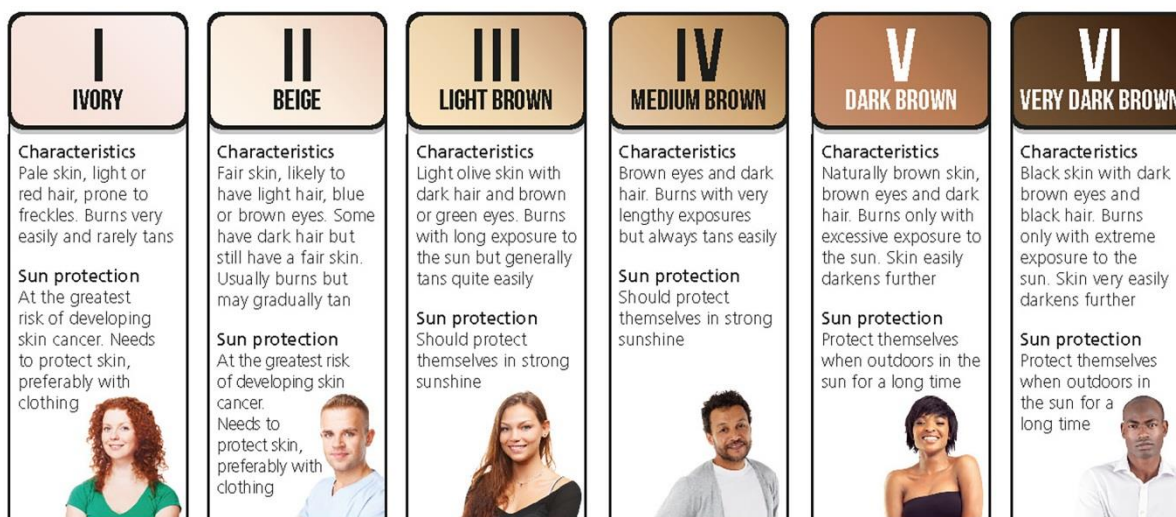 I
IVORY
Characteristics
Pale skin, light or
red hair, prone to
freckles. Burns very
easily and rarely tans
Sun protection
At the greatest
risk of developing
skin cancer. Needs
to protect skin,
preferably with
clothing
II
BEIGE
Characteristics
Fair skin, likely to
have light hair, blue
or brown eyes. Some
have dark hair but
still have a fair skin.
Usually burns but
may gradually tan
Sun protection
At the greatest risk
of developing skin
cancer.
Needs to
protect skin,
preferably with
clothing
III
LIGHT BROWN
Characteristics
Light olive skin with
dark hair and brown
or green eyes. Burns
with long exposure to
the sun but generally
tans quite easily
Sun protection
Should protect
themselves in strong
sunshine
IV
MEDIUM BROWN
Characteristics
Brown eyes and dark
hair. Burns with very
lengthy exposures
but always tans easily
Sun protection
Should protect
themselves in strong
sunshine
V
DARK BROWN
Characteristics
Naturally brown skin,
brown eyes and dark
hair. Burns only with
excessive exposure to
the sun. Skin easily
darkens further
Sun protection
Protect themselves
when outdoors in the
sun for a long time
VI
VERY DARK BROWN
Characteristics
Black skin with dark
brown eyes and
black hair. Burns
only with extreme
exposure to the
sun. Skin very easily
darkens further
Sun protection
Protect themselves
when outdoors in
the sun for a
long time